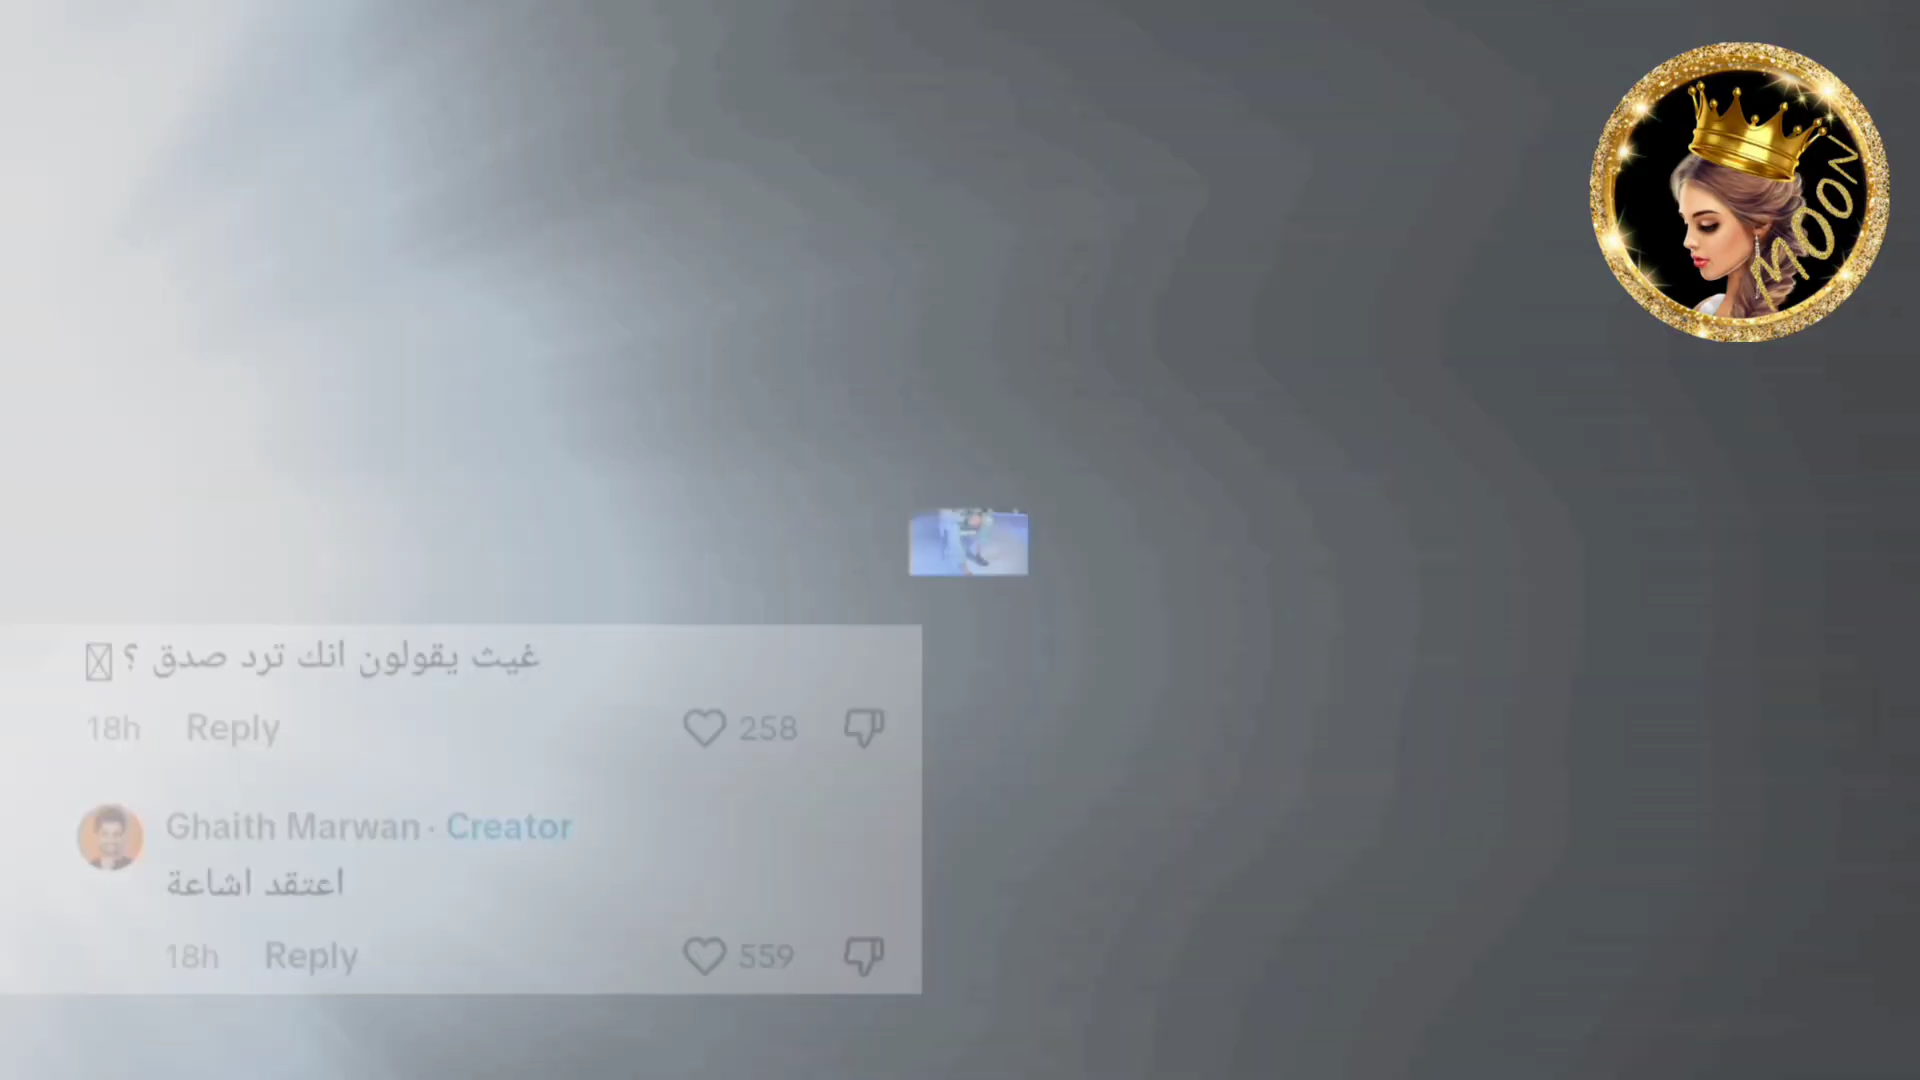 MOON
غيث يقولون انك ترد صدق ؟
18h Reply 258
Ghaith Marwan · Creator
اعتقد اشاعة
18h Reply 559